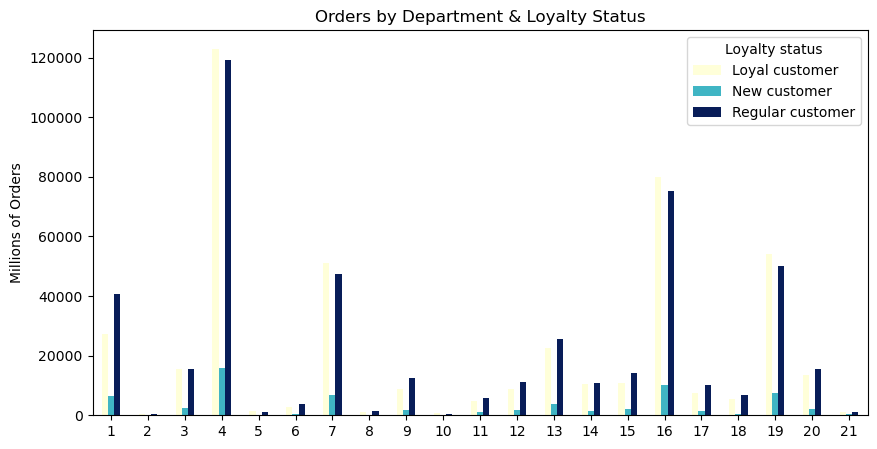 Orders by Department & Loyalty Status
Millions of Orders
120000
100000
80000
60000
40000
20000
0
Loyalty status
Loyal customer
New customer
Regular customer
1 2 3 4 5 6 7 8 9 10 11 12 13 14 15 16 17 18 19 20 21